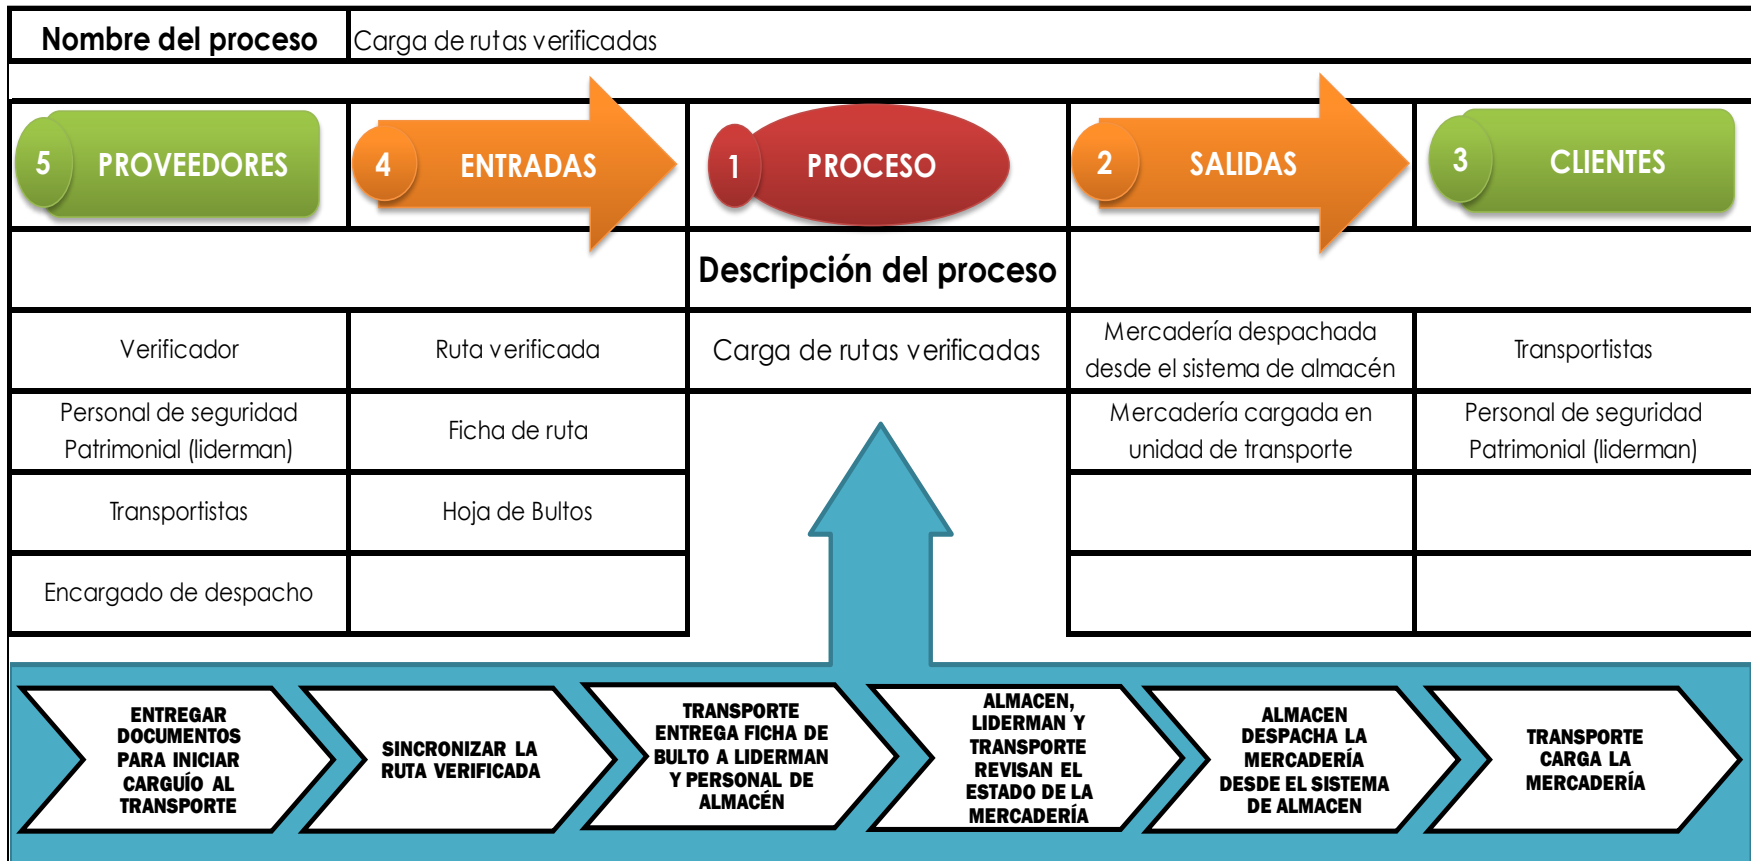 Nombre del proceso Carga de rutas verificadas
5 PROVEEDORES 4 ENTRADAS 1 PROCESO 2 SALIDAS 3 CLIENTES
Descripción del proceso
Verificador
Ruta verificada
Carga de rutas verificadas
Mercadería despachada
desde el sistema de almacén
Transportistas
Personal de seguridad
Patrimonial (liderman)
Ficha de ruta
Mercadería cargada en
unidad de transporte
Personal de seguridad
Patrimonial (liderman)
Transportistas
Hoja de Bultos
Encargado de despacho
ENTREGAR
DOCUMENTOS
PARA INICIAR
CARGUÍO AL
TRANSPORTE
SINCRONIZAR LA
RUTA VERIFICADA
TRANSPORTE
ENTREGA FICHA DE
BULTO A LIDERMAN
Y PERSONAL DE
ALMACÉN
ALMACEN,
LIDERMAN Y
TRANSPORTE
REVISAN EL
ESTADO DE LA
MERCADERÍA
ALMACEN
DESPACHA LA
MERCADERÍA
DESDE EL SISTEMA
DE ALMACEN
TRANSPORTE
CARGA LA
MERCADERÍA